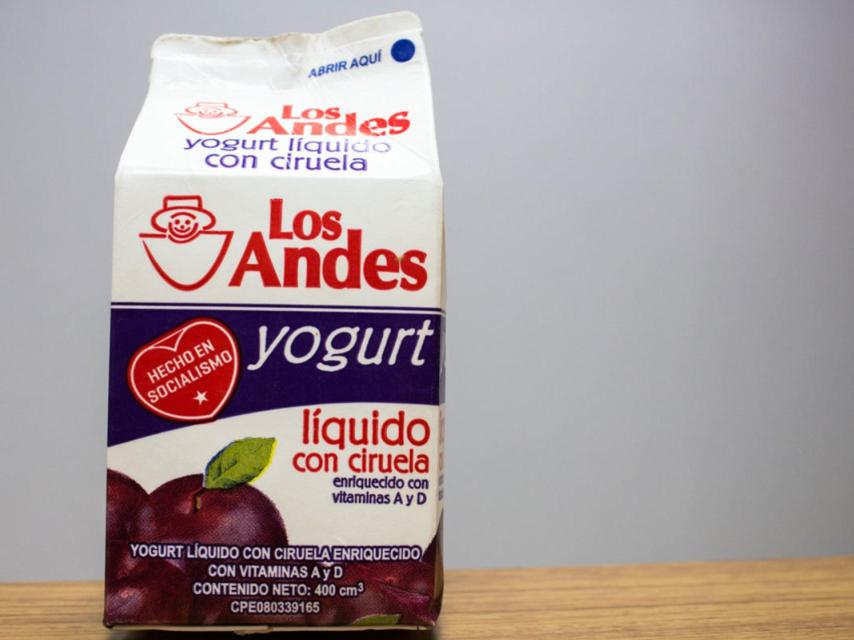 ABRIR AQUÍ
Los
Andes
yogurt líquido
con ciruela
Los
Andes
yogurt
HECHO EN
SOCIALISMO
líquido
con ciruela
enriquecido con
vitaminas A y D
YOGURT LÍQUIDO CON CIRUELA ENRIQUECIDO
CON VITAMINAS A y D
CONTENIDO NETO: 400 cm³
CPE080339165